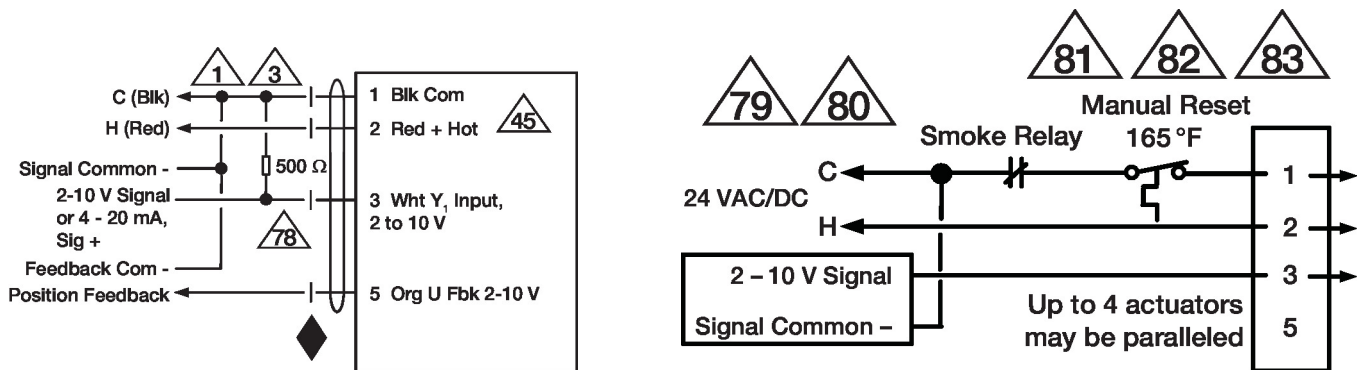 1
3
C (Blk)
H (Red)
Signal Common -
2-10 V Signal
or 4 - 20 mA,
Sig +
Feedback Com -
Position Feedback
500 Ω
78
1 Blk Com
2 Red + Hot
45
3 Wht Y₁ Input,
2 to 10 V
5 Org U Fbk 2-10 V
79
80
81
82
83
Manual Reset
165 °F
Smoke Relay
C
24 VAC/DC
H
2 – 10 V Signal
Signal Common –
Up to 4 actuators
may be paralleled
1
2
3
5